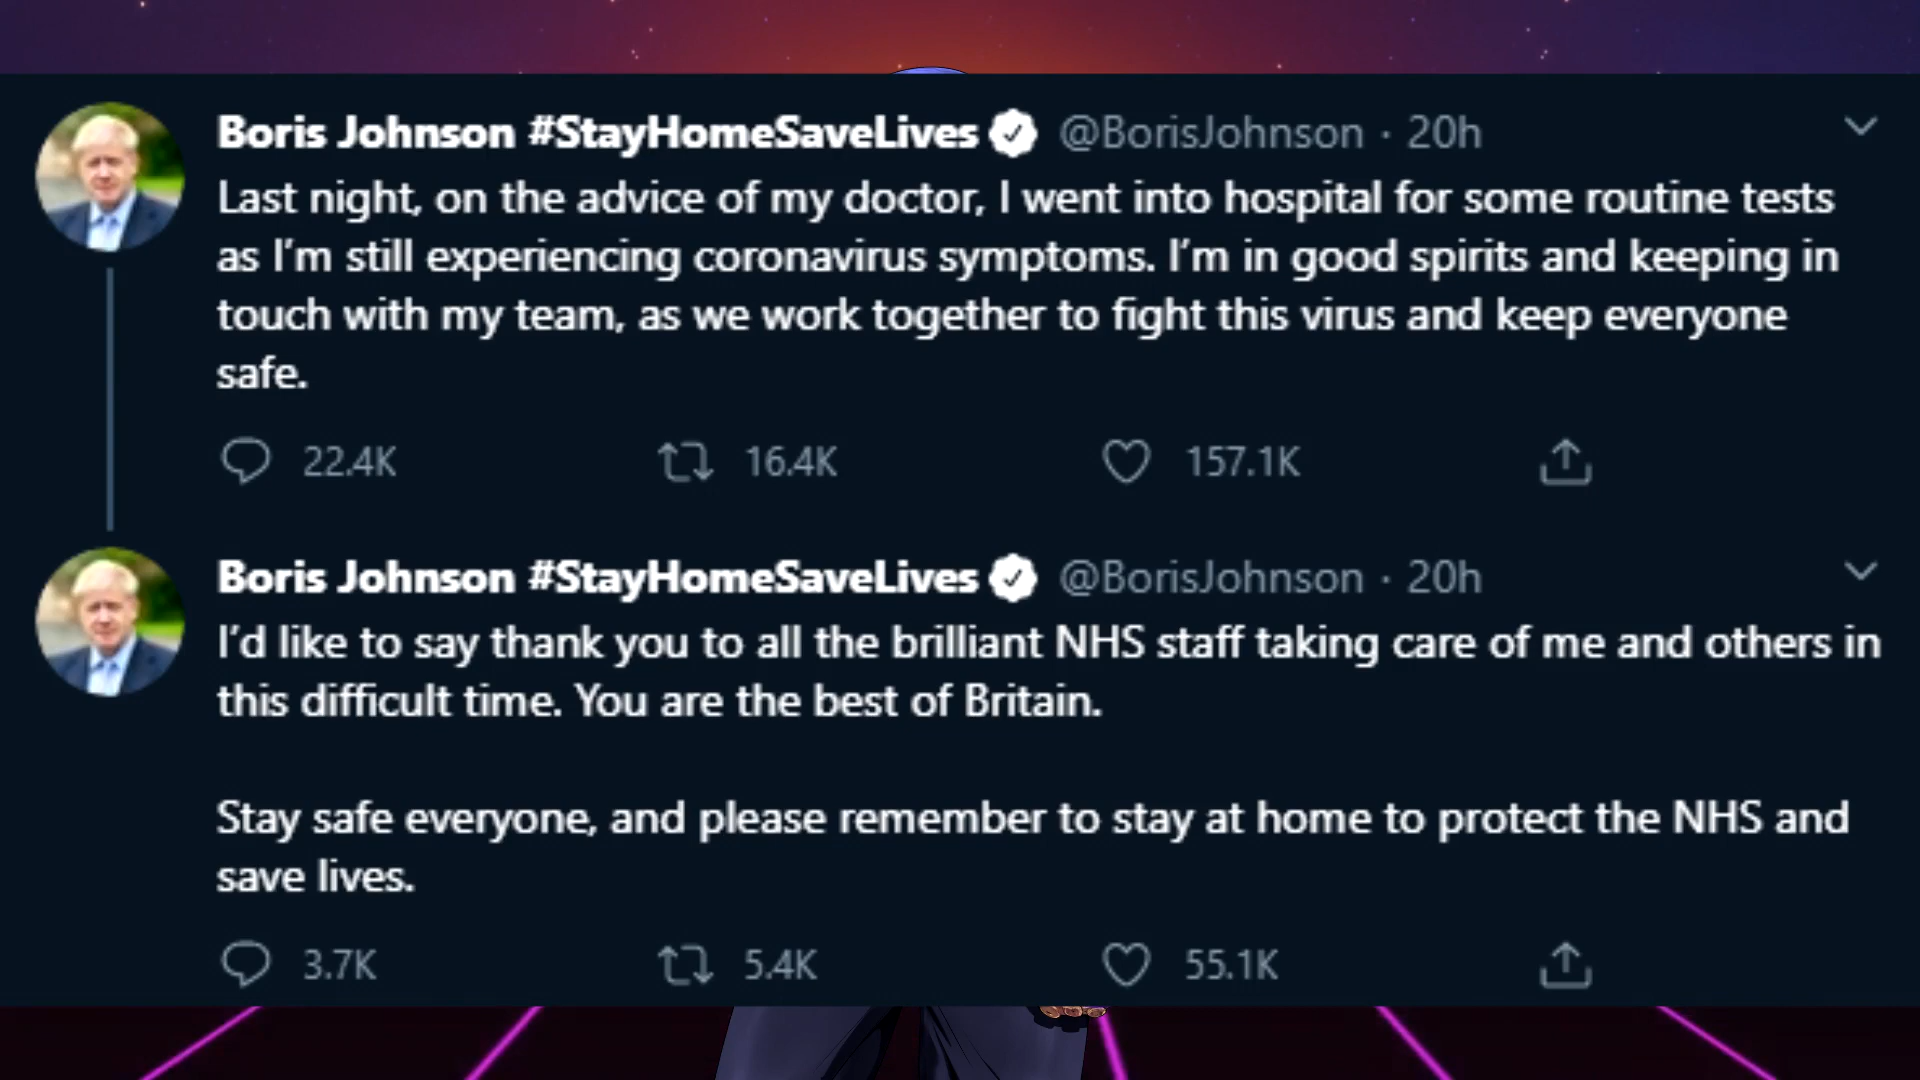 Boris Johnson #StayHomeSaveLives @BorisJohnson · 20h
Last night, on the advice of my doctor, I went into hospital for some routine tests
as I’m still experiencing coronavirus symptoms. I’m in good spirits and keeping in
touch with my team, as we work together to fight this virus and keep everyone
safe.
22.4K 16.4K 157.1K
Boris Johnson #StayHomeSaveLives @BorisJohnson · 20h
I’d like to say thank you to all the brilliant NHS staff taking care of me and others in
this difficult time. You are the best of Britain.
Stay safe everyone, and please remember to stay at home to protect the NHS and
save lives.
3.7K 5.4K 55.1K